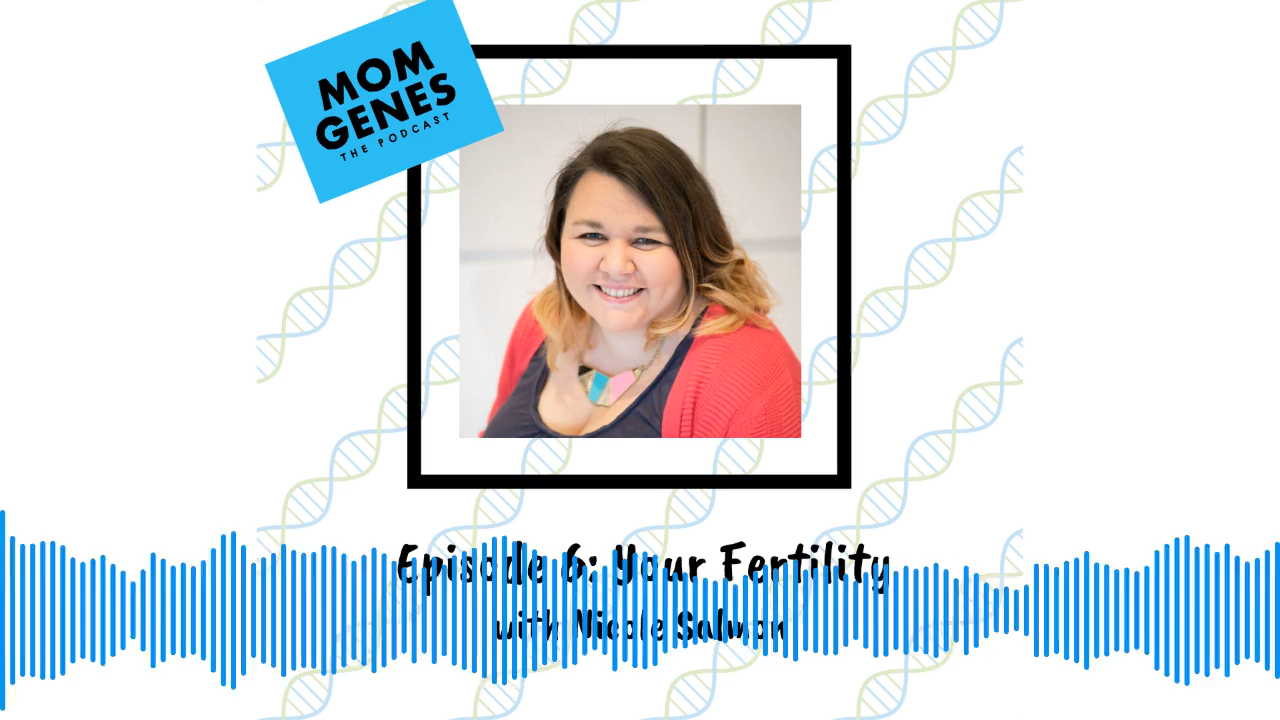 MOM
GENES
THE PODCAST
Episode 6: Your Fertility
with Nicole Salmon